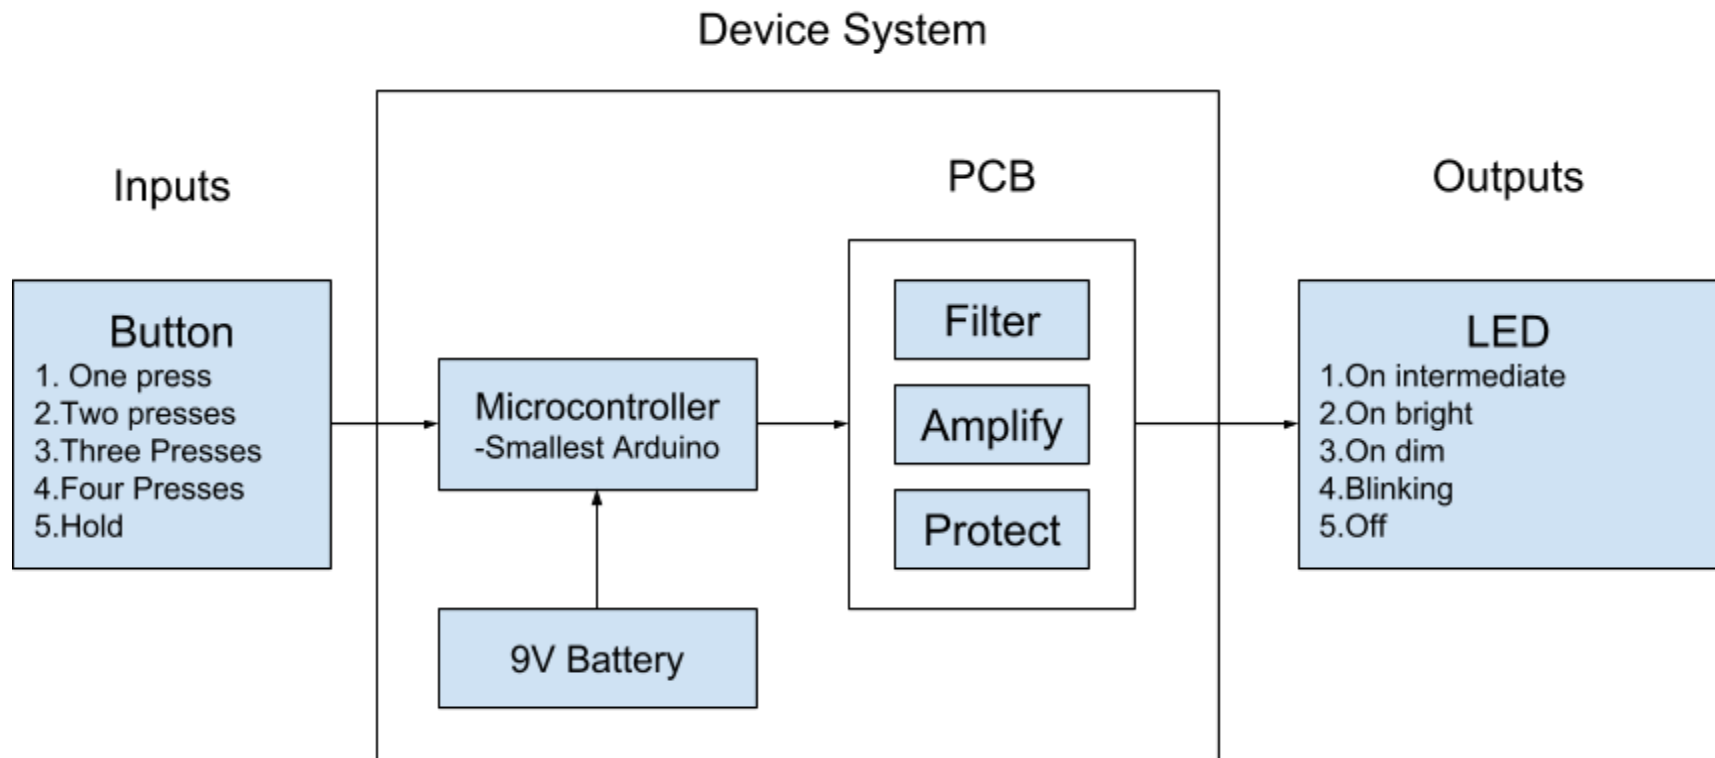 Device System
Inputs
PCB
Outputs
Button
1. One press
2.Two presses
3.Three Presses
4.Four Presses
5.Hold
Microcontroller
-Smallest Arduino
9V Battery
Filter
Amplify
Protect
LED
1.On intermediate
2.On bright
3.On dim
4.Blinking
5.Off